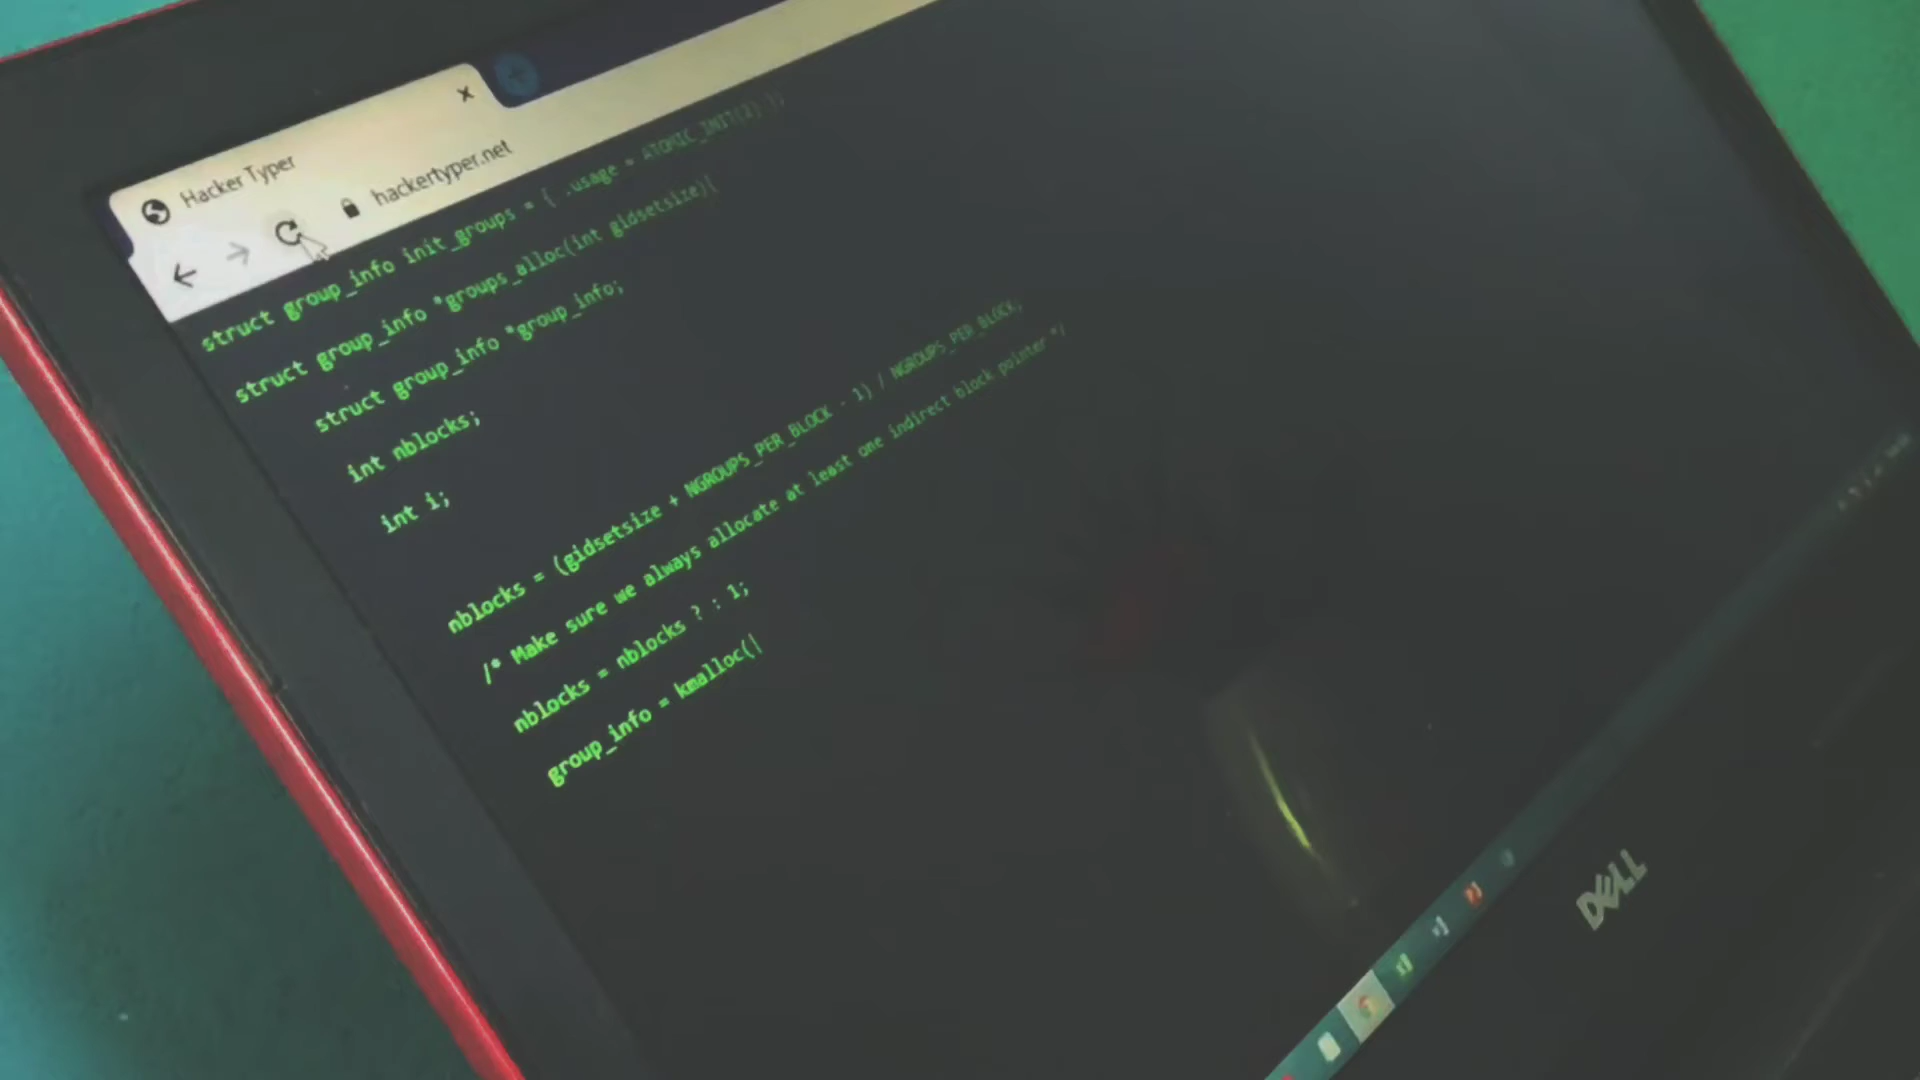 Hacker Typer
hackertyper.net
struct group_info init_groups = { .usage = ATOMIC_INIT(2) };
struct group_info *groups_alloc(int gidsetsize){
struct group_info *group_info;
int nblocks;
int i;
nblocks = (gidsetsize + NGROUPS_PER_BLOCK - 1) / NGROUPS_PER_BLOCK;
/* Make sure we always allocate at least one indirect block pointer */
nblocks = nblocks ? : 1;
group_info = kmalloc(|
DELL